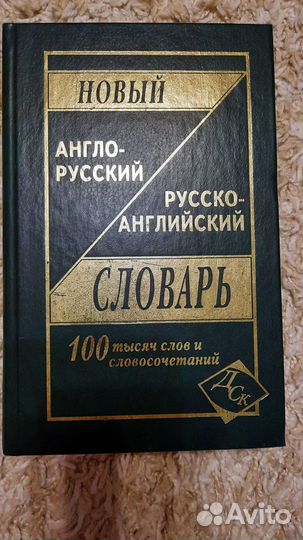 НОВЫЙ
АНГЛО-
РУССКИЙ
РУССКО-
АНГЛИЙСКИЙ
СЛОВАРЬ
100 тысяч слов и
словосочетаний
ДСК
Avito